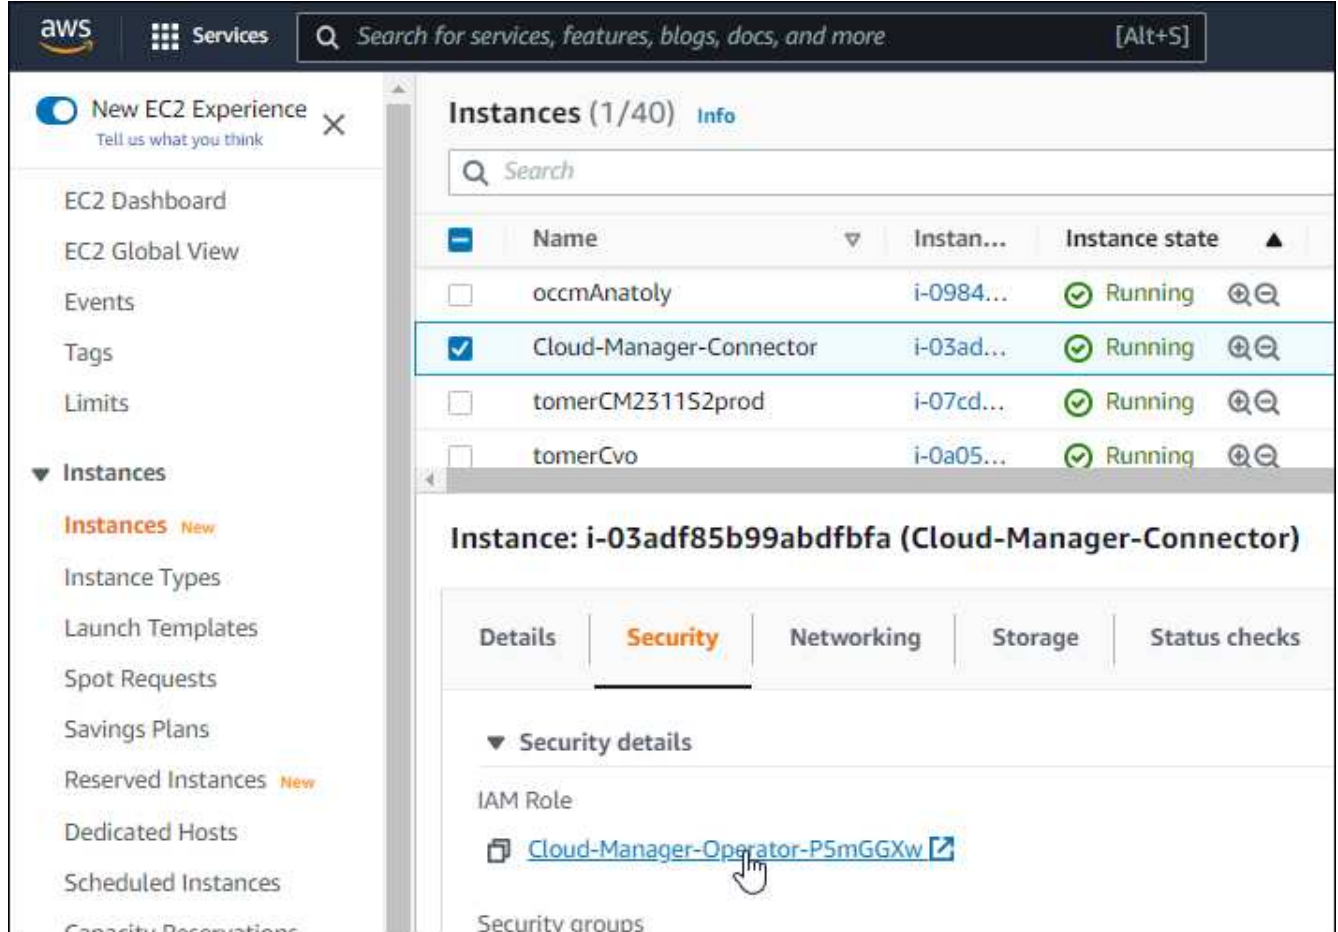 aws
Services
Search for services, features, blogs, docs, and more
[Alt+S]
New EC2 Experience
Tell us what you think
EC2 Dashboard
EC2 Global View
Events
Tags
Limits
Instances
Instances New
Instance Types
Launch Templates
Spot Requests
Savings Plans
Reserved Instances New
Dedicated Hosts
Scheduled Instances
Capacity Reservations
Instances (1/40) Info
Search
Name Instan... Instance state
occmAnatoly i-0984... Running
Cloud-Manager-Connector i-03ad... Running
tomerCM2311S2prod i-07cd... Running
tomerCvo i-0a05... Running
Instance: i-03adf85b99abdfbfa (Cloud-Manager-Connector)
Details Security Networking Storage Status checks
Security details
IAM Role
Cloud-Manager-Operator-P5mGGXw
Security groups